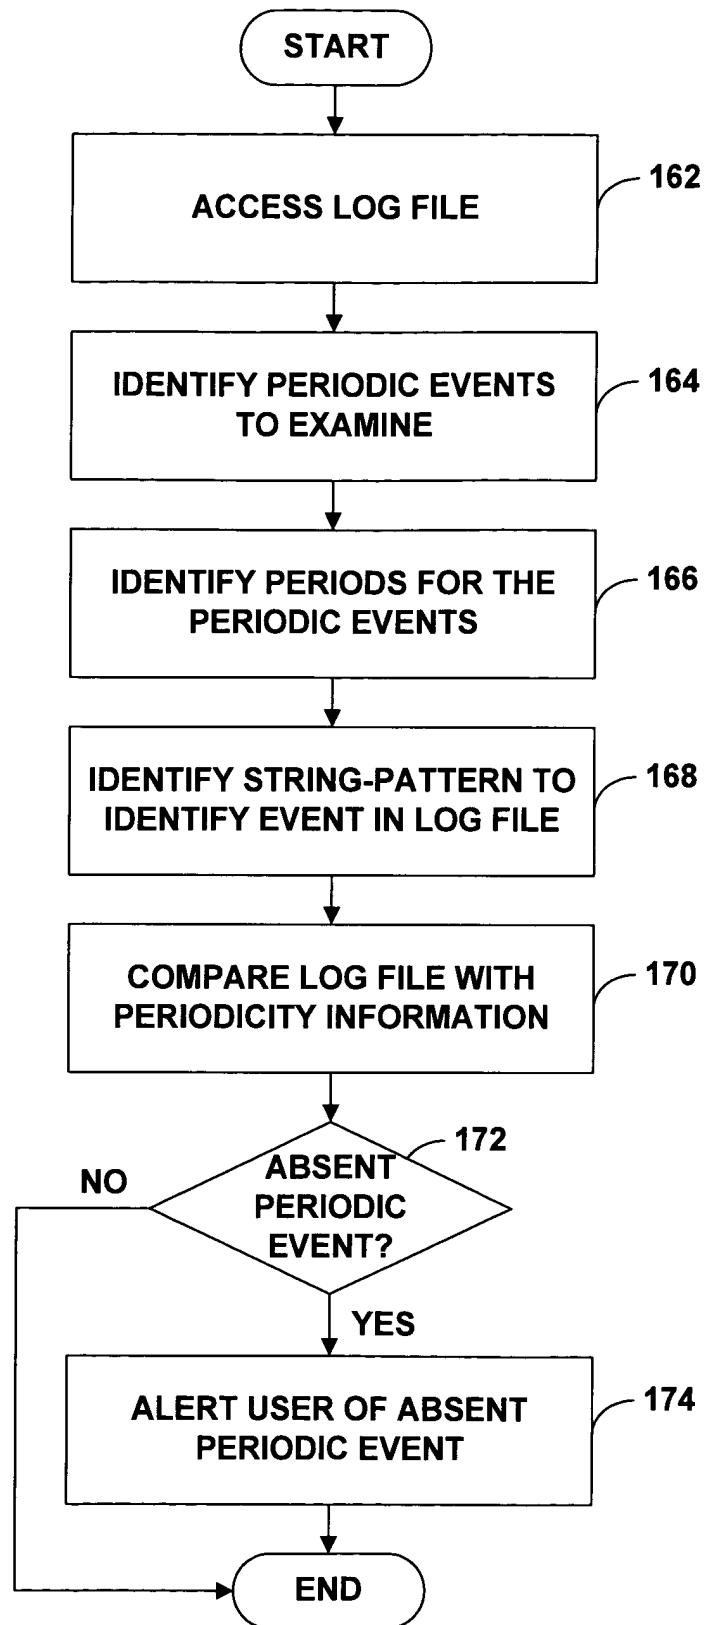 START
ACCESS LOG FILE
162
IDENTIFY PERIODIC EVENTS
TO EXAMINE
164
IDENTIFY PERIODS FOR THE
PERIODIC EVENTS
166
IDENTIFY STRING-PATTERN TO
IDENTIFY EVENT IN LOG FILE
168
COMPARE LOG FILE WITH
PERIODICITY INFORMATION
170
172
ABSENT
PERIODIC
EVENT?
NO
YES
ALERT USER OF ABSENT
PERIODIC EVENT
174
END